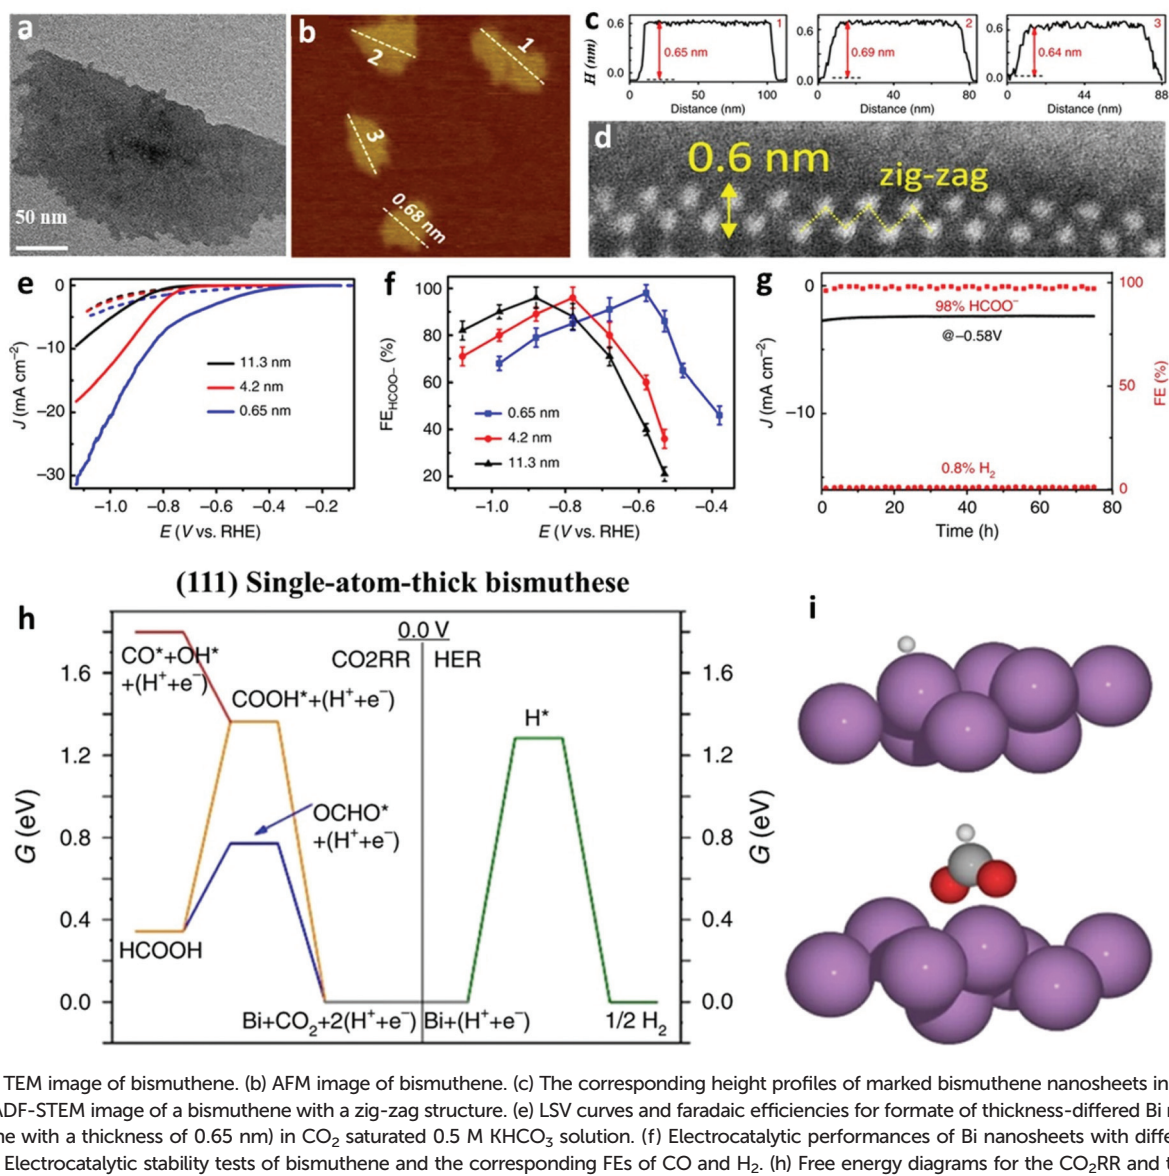 a
50 nm
b
1
2
3
0.68 nm
c
H (nm)
0.6
0.0
0.65 nm
1
0 50 100
Distance (nm)
0.6
0.0
0.69 nm
2
0 40 80
Distance (nm)
0.6
0.0
0.64 nm
3
0 44 88
Distance (nm)
d
0.6 nm
zig-zag
e
J (mA cm⁻²)
0
−10
−20
−30
11.3 nm
4.2 nm
0.65 nm
−1.0 −0.8 −0.6 −0.4 −0.2
E (V vs. RHE)
f
FE_HCOO− (%)
100
80
60
40
20
0.65 nm
4.2 nm
11.3 nm
−1.0 −0.8 −0.6 −0.4
E (V vs. RHE)
g
J (mA cm⁻²)
0
−10
98% HCOO⁻
@−0.58V
0.8% H₂
100
50
0
FE (%)
0 20 40 60 80
Time (h)
(111) Single-atom-thick bismuthese
h
G (eV)
1.6
1.2
0.8
0.4
0.0
0.0 V
CO2RR HER
CO*+OH*
+(H⁺+e⁻)
COOH*+(H⁺+e⁻)
H*
OCHO*
+(H⁺+e⁻)
HCOOH
Bi+CO₂+2(H⁺+e⁻) Bi+(H⁺+e⁻) 1/2 H₂
1.6
1.2
0.8
0.4
0.0
G (eV)
i
TEM image of bismuthene. (b) AFM image of bismuthene. (c) The corresponding height profiles of marked bismuthene nanosheets in
ADF-STEM image of a bismuthene with a zig-zag structure. (e) LSV curves and faradaic efficiencies for formate of thickness-differed Bi
ne with a thickness of 0.65 nm) in CO₂ saturated 0.5 M KHCO₃ solution. (f) Electrocatalytic performances of Bi nanosheets with diffe
Electrocatalytic stability tests of bismuthene and the corresponding FEs of CO and H₂. (h) Free energy diagrams for the CO₂RR and